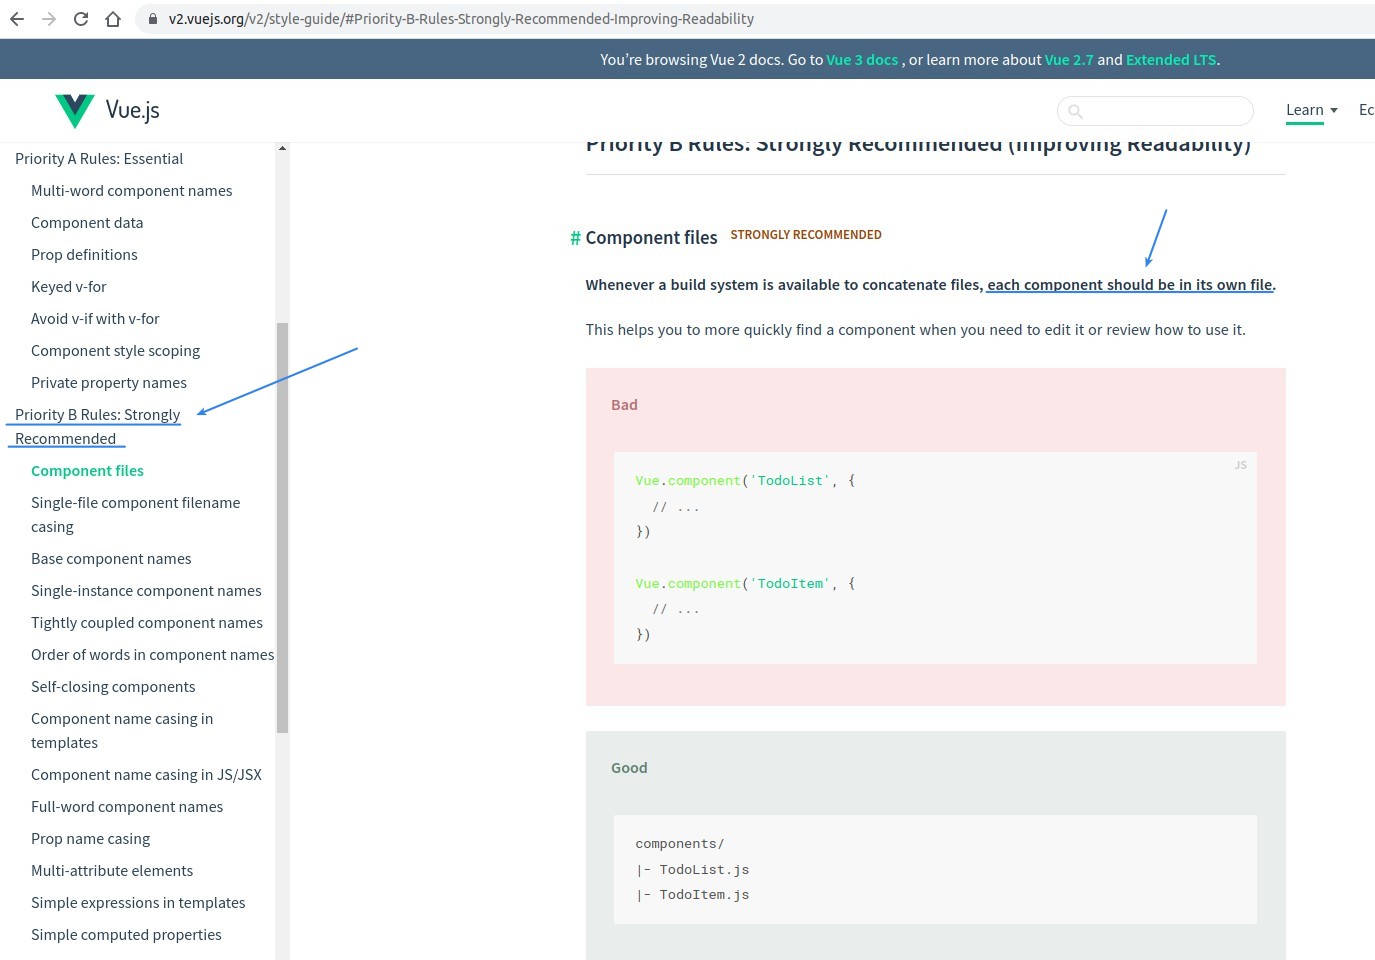 v2.vuejs.org/v2/style-guide/#Priority-B-Rules-Strongly-Recommended-Improving-Readability
You’re browsing Vue 2 docs. Go to Vue 3 docs , or learn more about Vue 2.7 and Extended LTS.
Vue.js
Learn
Ec
Priority A Rules: Essential
Multi-word component names
Component data
Prop definitions
Keyed v-for
Avoid v-if with v-for
Component style scoping
Private property names
Priority B Rules: Strongly
Recommended
Component files
Single-file component filename
casing
Base component names
Single-instance component names
Tightly coupled component names
Order of words in component names
Self-closing components
Component name casing in
templates
Component name casing in JS/JSX
Full-word component names
Prop name casing
Multi-attribute elements
Simple expressions in templates
Simple computed properties
Priority B Rules: Strongly Recommended (Improving Readability)
# Component files STRONGLY RECOMMENDED
Whenever a build system is available to concatenate files, each component should be in its own file.
This helps you to more quickly find a component when you need to edit it or review how to use it.
Bad
JS
Vue.component('TodoList', {
// ...
})
Vue.component('TodoItem', {
// ...
})
Good
components/
|- TodoList.js
|- TodoItem.js